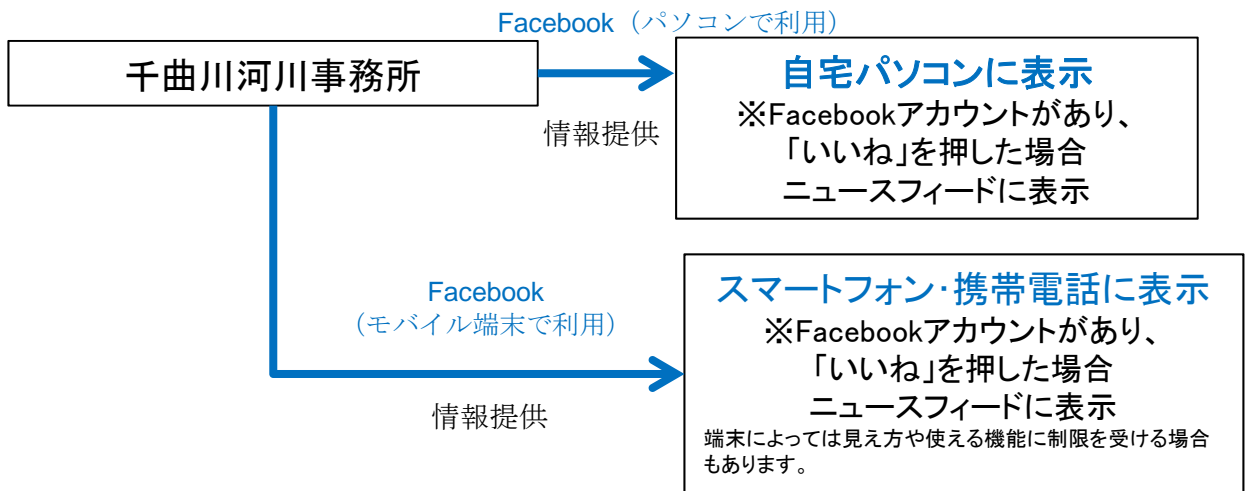 Facebook（パソコンで利用）
千曲川河川事務所
情報提供
自宅パソコンに表示
※Facebookアカウントがあり、
「いいね」を押した場合
ニュースフィードに表示
Facebook
（モバイル端末で利用）
情報提供
スマートフォン・携帯電話に表示
※Facebookアカウントがあり、
「いいね」を押した場合
ニュースフィードに表示
端末によっては見え方や使える機能に制限を受ける場合
もあります。